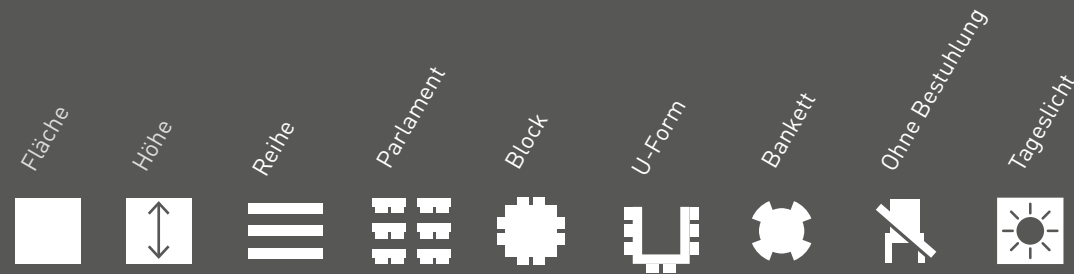 Fläche
Höhe
Reihe
Parlament
Block
U-Form
Bankett
Ohne Bestuhlung
Tageslicht